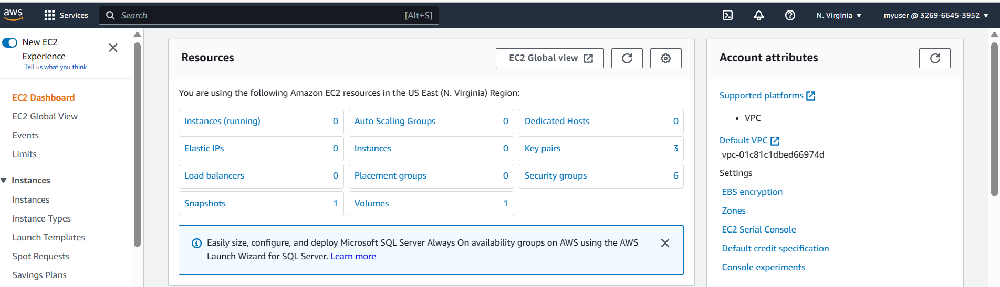 aws
Services
Search
[Alt+S]
N. Virginia
myuser @ 3269-6645-3952
New EC2
Experience
Tell us what you think
EC2 Dashboard
EC2 Global View
Events
Limits
Instances
Instances
Instance Types
Launch Templates
Spot Requests
Savings Plans
Resources
EC2 Global view
You are using the following Amazon EC2 resources in the US East (N. Virginia) Region:
Instances (running) 0
Auto Scaling Groups 0
Dedicated Hosts 0
Elastic IPs 0
Instances 0
Key pairs 3
Load balancers 0
Placement groups 0
Security groups 6
Snapshots 1
Volumes 1
Easily size, configure, and deploy Microsoft SQL Server Always On availability groups on AWS using the AWS
Launch Wizard for SQL Server. Learn more
Account attributes
Supported platforms
• VPC
Default VPC
vpc-01c81c1dbed66974d
Settings
EBS encryption
Zones
EC2 Serial Console
Default credit specification
Console experiments